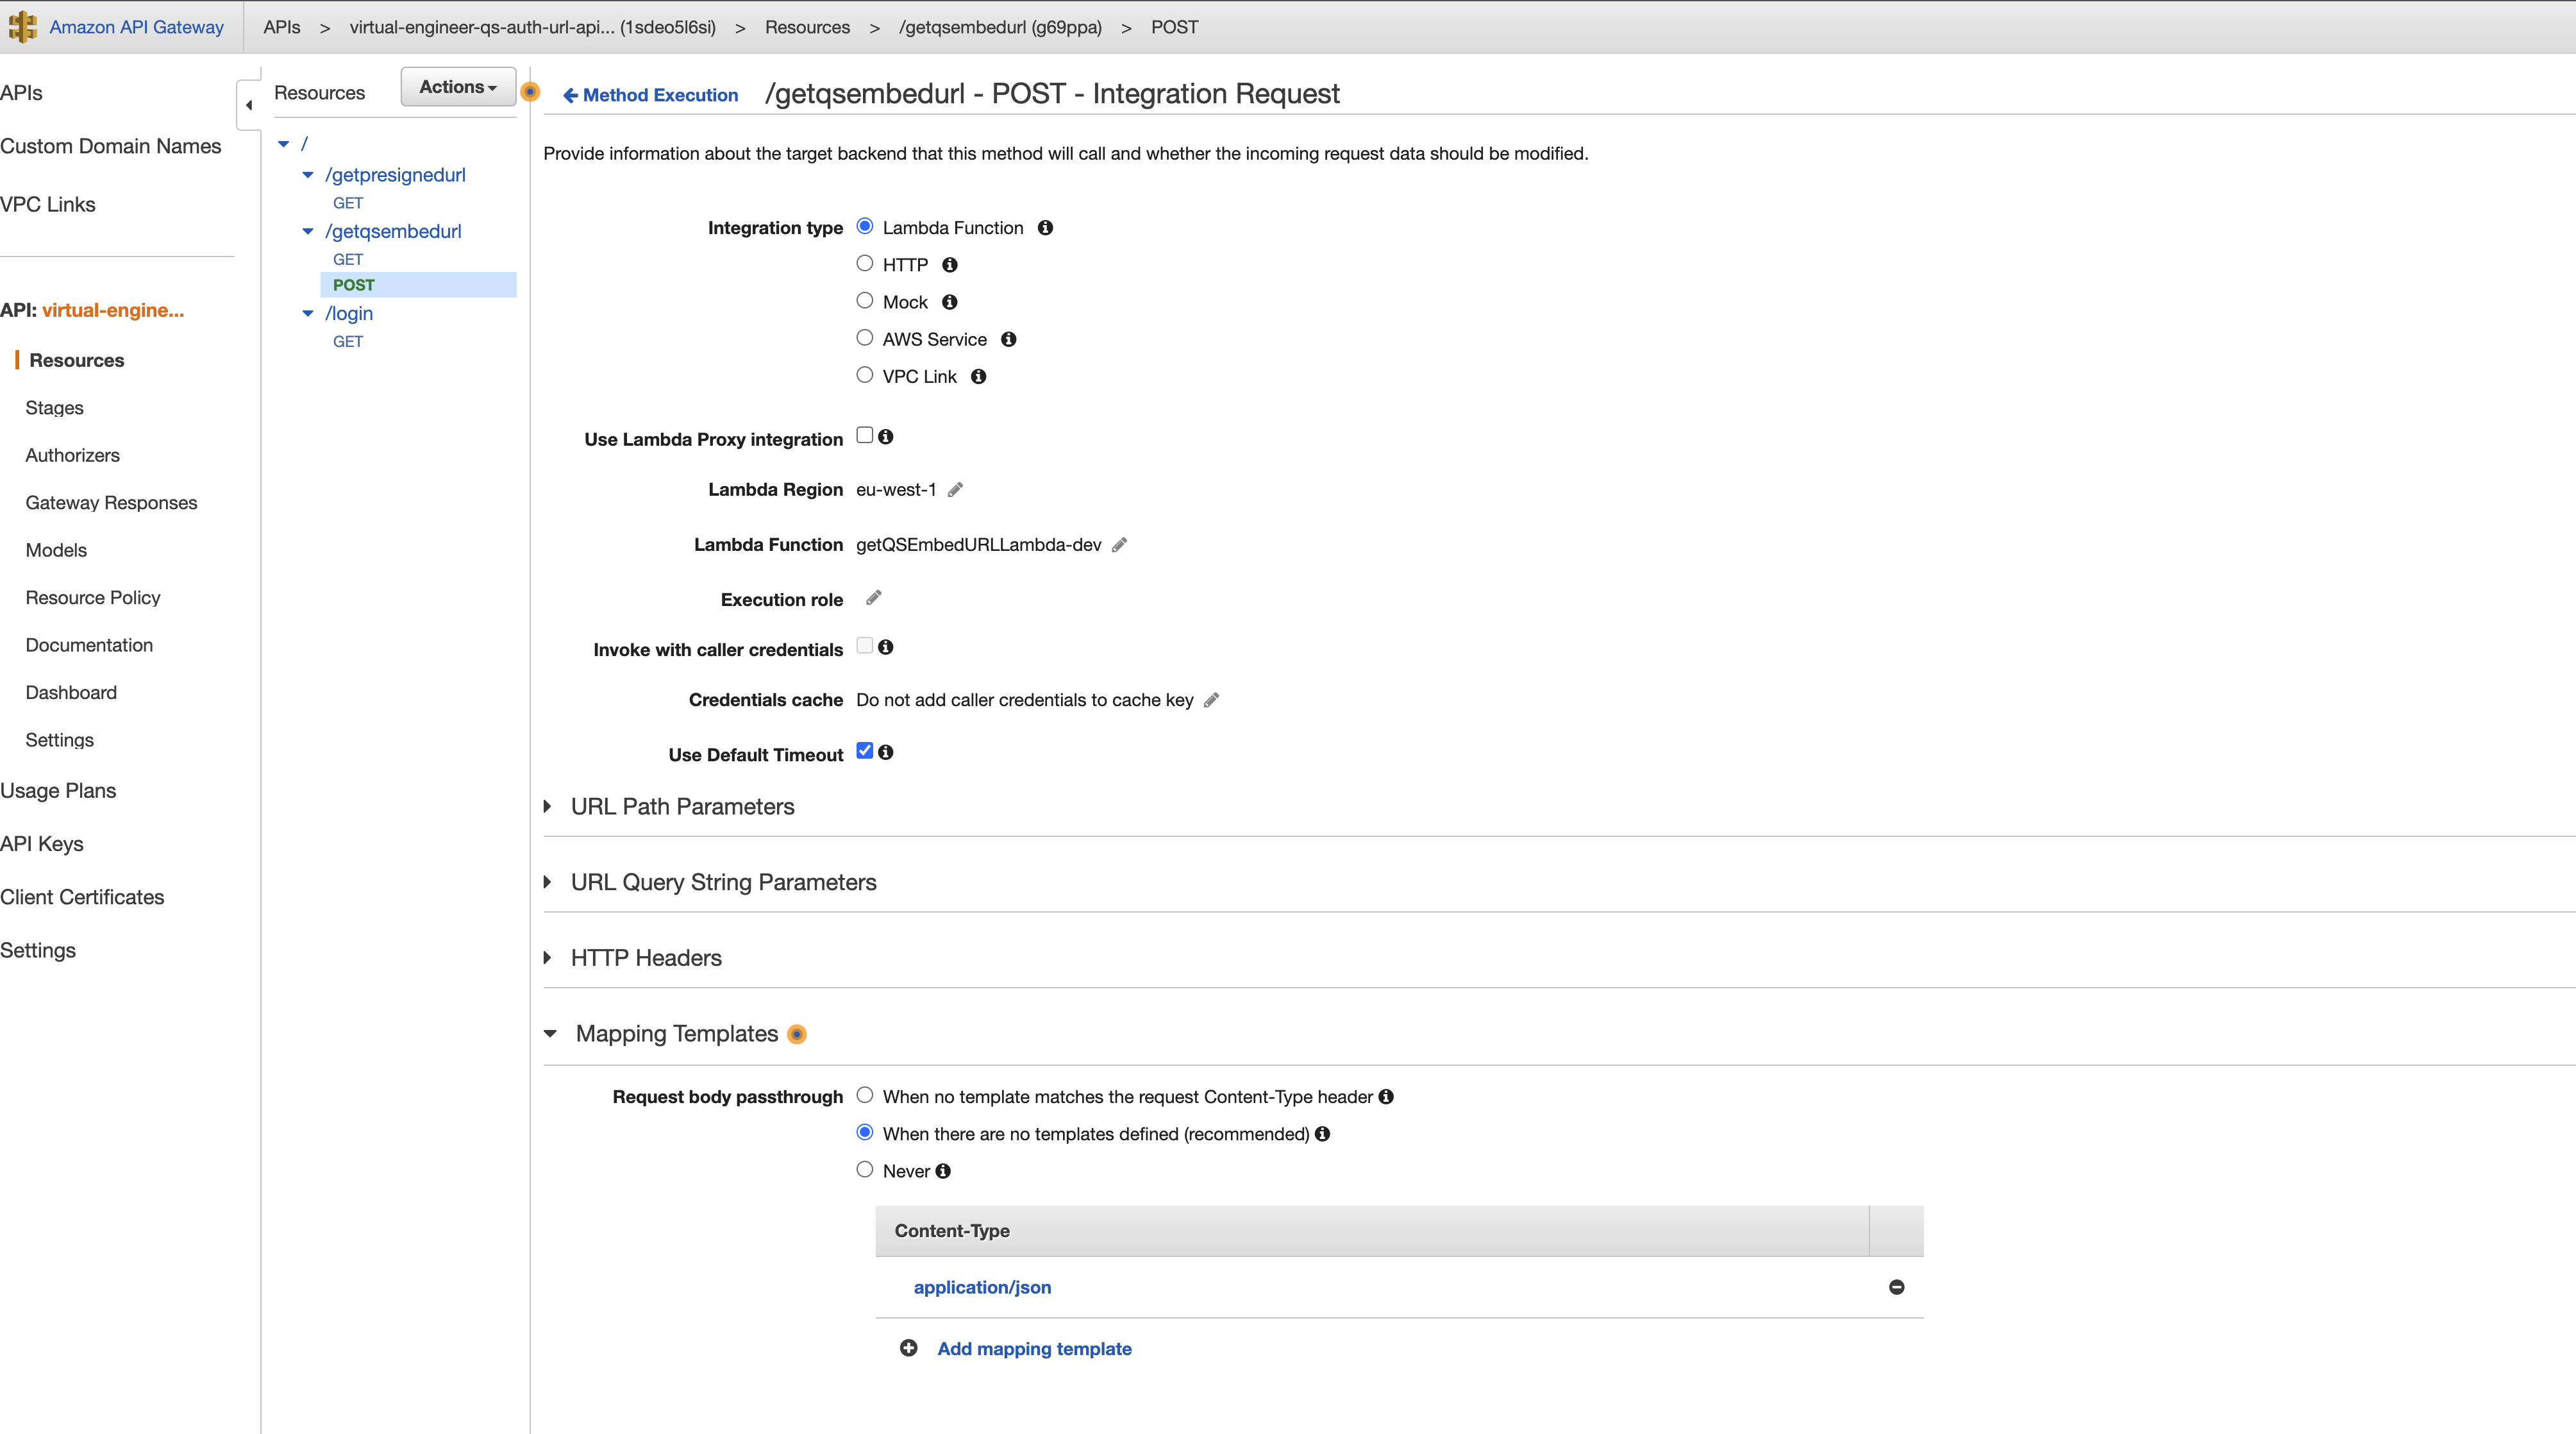 Amazon API Gateway
APIs > virtual-engineer-qs-auth-url-api... (1sdeo5l6si) > Resources > /getqsembedurl (g69ppa) > POST
APIs
Custom Domain Names
VPC Links
API: virtual-engine...
Resources
Stages
Authorizers
Gateway Responses
Models
Resource Policy
Documentation
Dashboard
Settings
Usage Plans
API Keys
Client Certificates
Settings
Resources
Actions
/
/getpresignedurl
GET
/getqsembedurl
GET
POST
/login
GET
Method Execution /getqsembedurl - POST - Integration Request
Provide information about the target backend that this method will call and whether the incoming request data should be modified.
Integration type Lambda Function
HTTP
Mock
AWS Service
VPC Link
Use Lambda Proxy integration
Lambda Region eu-west-1
Lambda Function getQSEmbedURLLambda-dev
Execution role
Invoke with caller credentials
Credentials cache Do not add caller credentials to cache key
Use Default Timeout
URL Path Parameters
URL Query String Parameters
HTTP Headers
Mapping Templates
Request body passthrough When no template matches the request Content-Type header
When there are no templates defined (recommended)
Never
Content-Type
application/json
Add mapping template